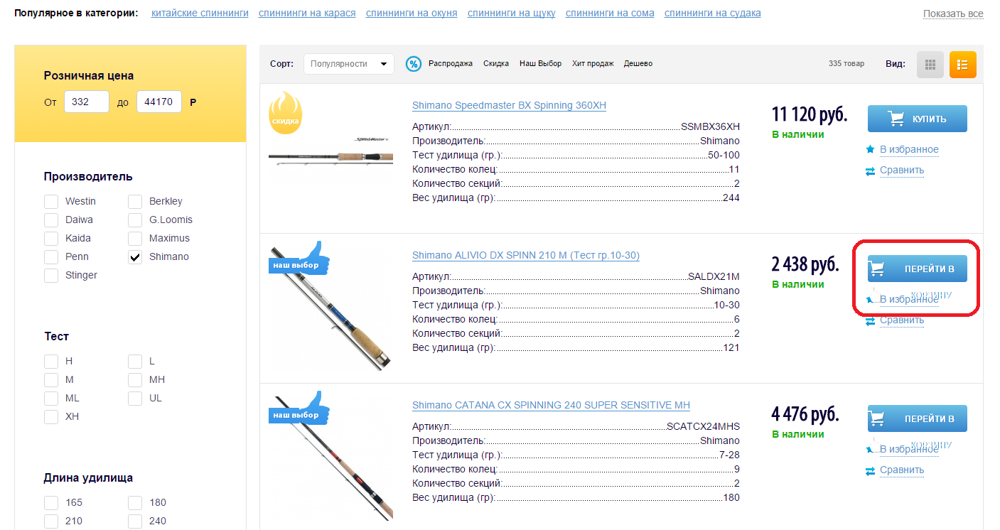 Популярное в категории: китайские спиннинги спиннинги на карася спиннинги на окуня спиннинги на щуку спиннинги на сома спиннинги на судака Показать все
Розничная цена
От 332 до 44170 Р
Производитель
Westin Berkley
Daiwa G.Loomis
Kaida Maximus
Penn Shimano
Stinger
Тест
H L
M MH
ML UL
XH
Длина удилища
165 180
210 240
Сорт: Популярности % Распродажа Скидка Наш Выбор Хит продаж Дешево 335 товар Вид:
скидка
SpeedMaster
Shimano Speedmaster BX Spinning 360XH
Артикул: SSMBX36XH
Производитель: Shimano
Тест удилища (гр.): 50-100
Количество колец: 11
Количество секций: 2
Вес удилища (гр): 244
11 120 руб.
В наличии
КУПИТЬ
В избранное
Сравнить
наш выбор
Shimano ALIVIO DX SPINN 210 M (Тест гр.10-30)
Артикул: SALDX21M
Производитель: Shimano
Тест удилища (гр.): 10-30
Количество колец: 6
Количество секций: 2
Вес удилища (гр): 121
2 438 руб.
В наличии
ПЕРЕЙТИ В
КОРЗИНУ
В избранное
Сравнить
наш выбор
Shimano CATANA CX SPINNING 240 SUPER SENSITIVE MH
Артикул: SCATCX24MHS
Производитель: Shimano
Тест удилища (гр.): 7-28
Количество колец: 9
Количество секций: 2
Вес удилища (гр): 180
4 476 руб.
В наличии
ПЕРЕЙТИ В
КОРЗИНУ
В избранное
Сравнить